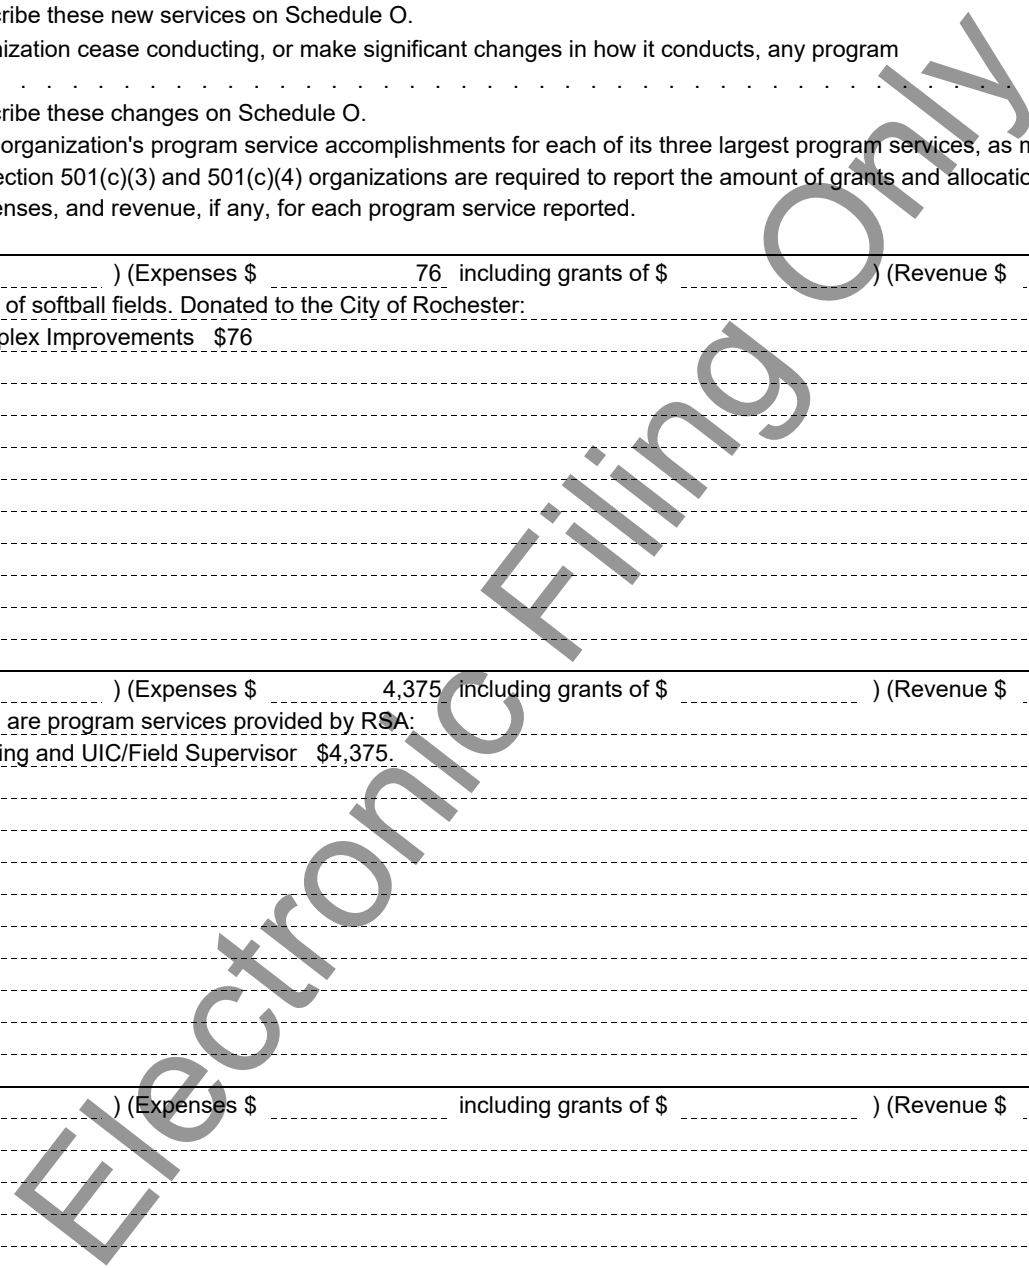 ribe these new services on Schedule O.
nization cease conducting, or make significant changes in how it conducts, any program
. . . . . . . . . . . . . . . . . . . . . . . . . . . . . . . . . . . . . . .
ribe these changes on Schedule O.
organization's program service accomplishments for each of its three largest program services, as m
ection 501(c)(3) and 501(c)(4) organizations are required to report the amount of grants and allocatio
enses, and revenue, if any, for each program service reported.
) (Expenses $ 76 including grants of $ ) (Revenue $
of softball fields. Donated to the City of Rochester:
plex Improvements $76
) (Expenses $ 4,375 including grants of $ ) (Revenue $
are program services provided by RSA:
ing and UIC/Field Supervisor $4,375.
) (Expenses $ including grants of $ ) (Revenue $
Electronic Filing Only